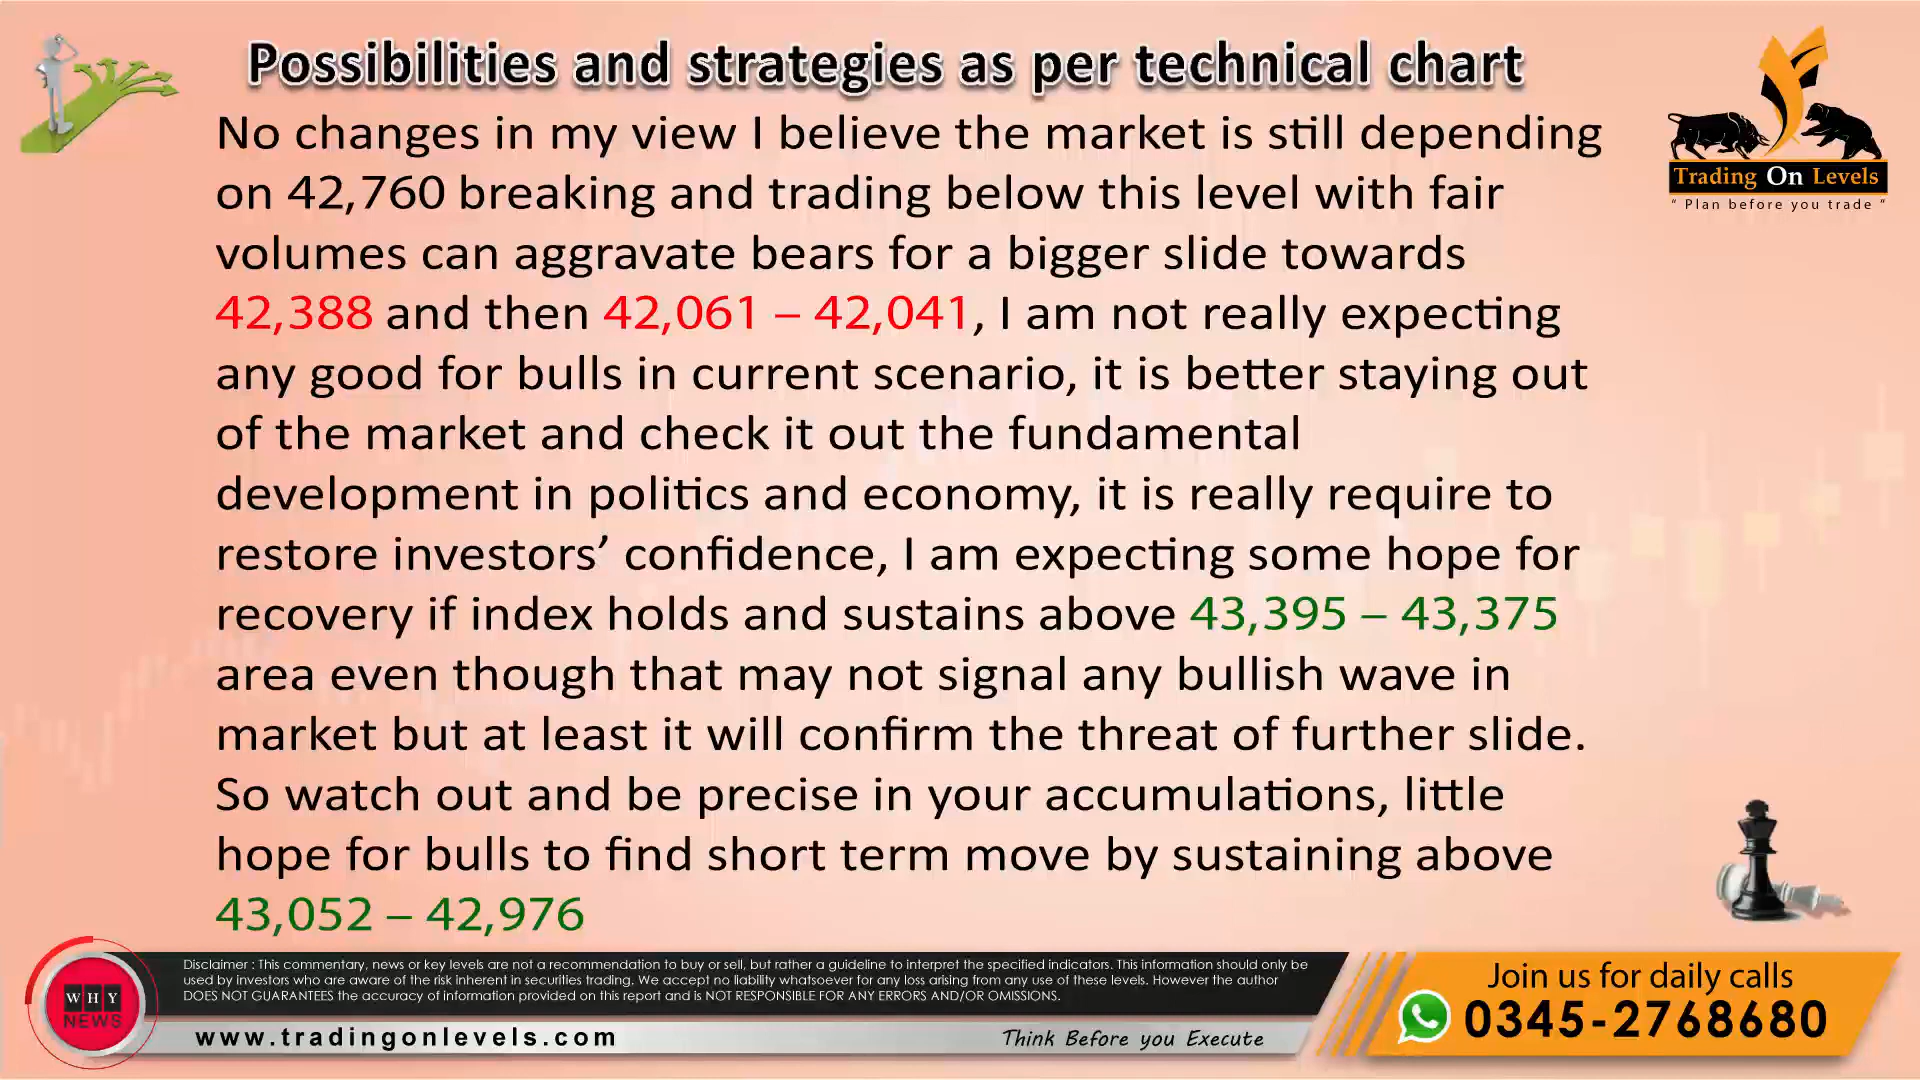 Possibilities and strategies as per technical chart
No changes in my view I believe the market is still depending
on 42,760 breaking and trading below this level with fair
volumes can aggravate bears for a bigger slide towards
42,388 and then 42,061 – 42,041, I am not really expecting
any good for bulls in current scenario, it is better staying out
of the market and check it out the fundamental
development in politics and economy, it is really require to
restore investors’ confidence, I am expecting some hope for
recovery if index holds and sustains above 43,395 – 43,375
area even though that may not signal any bullish wave in
market but at least it will confirm the threat of further slide.
So watch out and be precise in your accumulations, little
hope for bulls to find short term move by sustaining above
43,052 – 42,976
Trading On Levels
“ Plan before you trade ”
Disclaimer : This commentary, news or key levels are not a recommendation to buy or sell, but rather a guideline to interpret the specified indicators. This information should only be
used by investors who are aware of the risk inherent in securities trading. We accept no liability whatsoever for any loss arising from any use of these levels. However the author
DOES NOT GUARANTEES the accuracy of information provided on this report and is NOT RESPONSIBLE FOR ANY ERRORS AND/OR OMISSIONS.
WHY
NEWS
www.tradingonlevels.com
Think Before you Execute
Join us for daily calls
0345-2768680